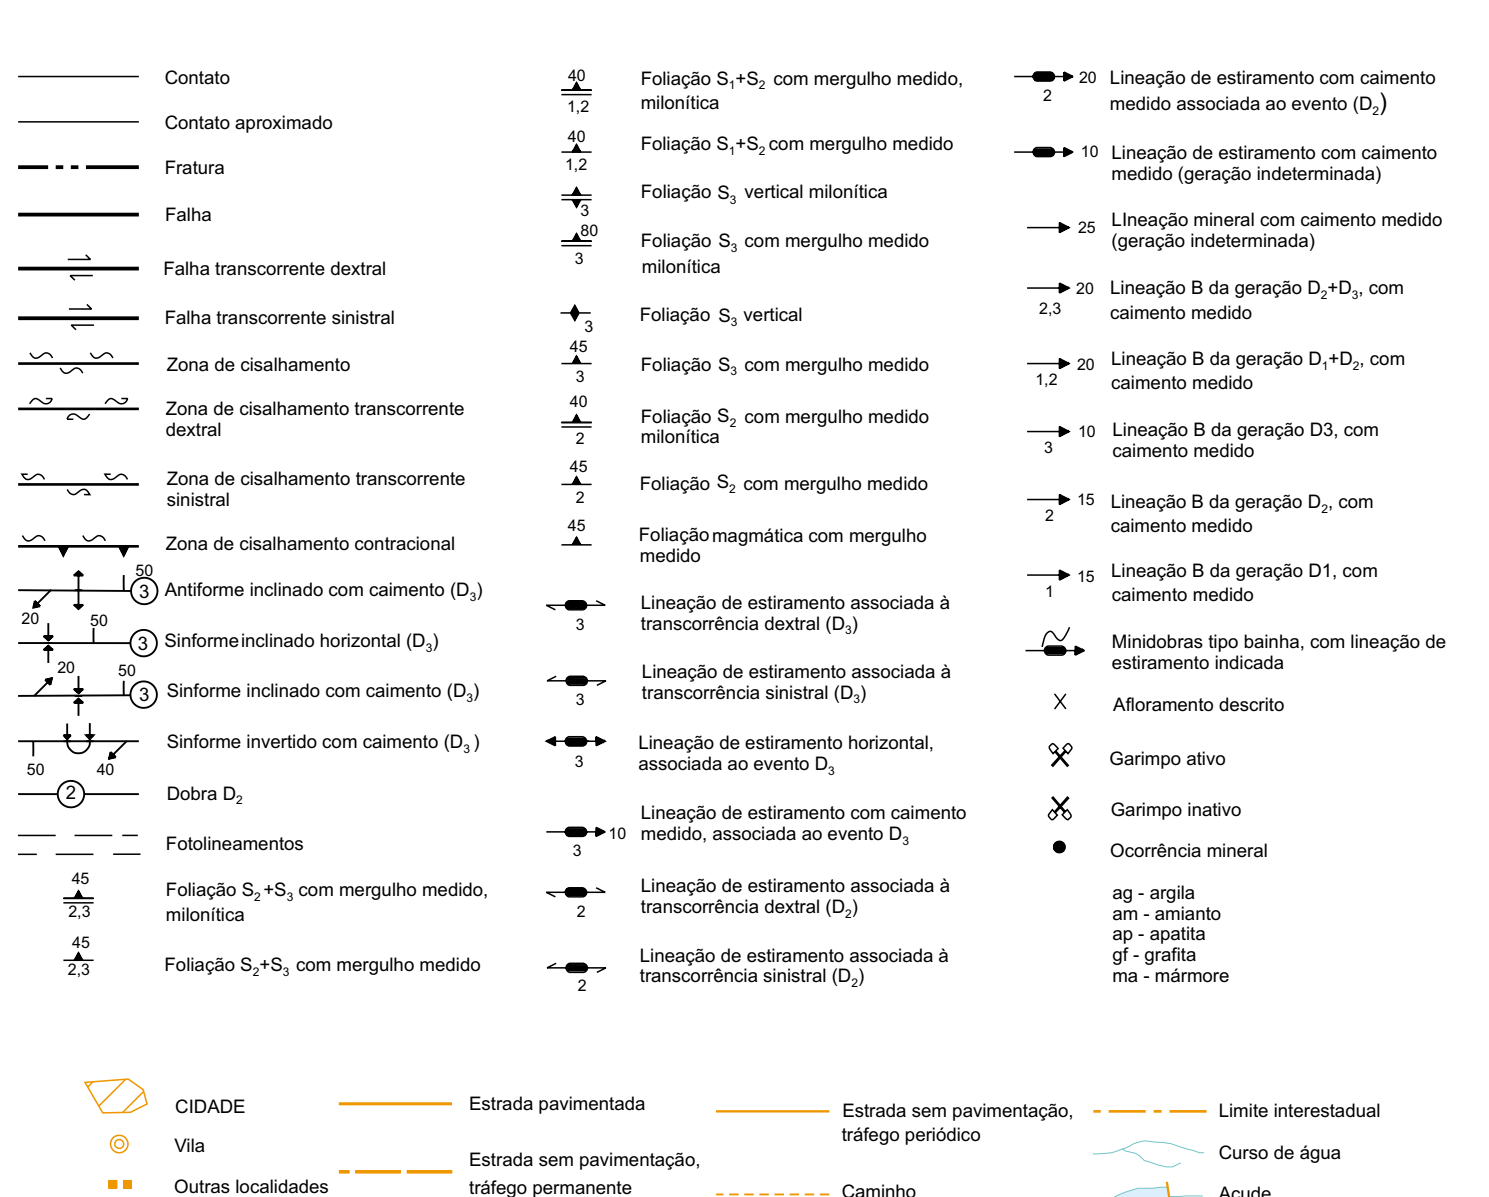 Contato
Contato aproximado
Fratura
Falha
Falha transcorrente dextral
Falha transcorrente sinistral
Zona de cisalhamento
Zona de cisalhamento transcorrente
dextral
Zona de cisalhamento transcorrente
sinistral
Zona de cisalhamento contracional
50
3
20
Antiforme inclinado com caimento (D3)
50
3
Sinforme inclinado horizontal (D3)
20
50
3
Sinforme inclinado com caimento (D3)
50
40
Sinforme invertido com caimento (D3 )
2
Dobra D2
Fotolineamentos
45
2,3
Foliação S2+S3 com mergulho medido,
milonítica
45
2,3
Foliação S2+S3 com mergulho medido
40
1,2
Foliação S1+S2 com mergulho medido,
milonítica
40
1,2
Foliação S1+S2 com mergulho medido
3
Foliação S3 vertical milonítica
80
3
Foliação S3 com mergulho medido
milonítica
3
Foliação S3 vertical
45
3
Foliação S3 com mergulho medido
40
2
Foliação S2 com mergulho medido
milonítica
45
2
Foliação S2 com mergulho medido
45
Foliação magmática com mergulho
medido
3
Lineação de estiramento associada à
transcorrência dextral (D3)
3
Lineação de estiramento associada à
transcorrência sinistral (D3)
3
Lineação de estiramento horizontal,
associada ao evento D3
10
3
Lineação de estiramento com caimento
medido, associada ao evento D3
2
Lineação de estiramento associada à
transcorrência dextral (D2)
2
Lineação de estiramento associada à
transcorrência sinistral (D2)
20
2
Lineação de estiramento com caimento
medido associada ao evento (D2)
10
Lineação de estiramento com caimento
medido (geração indeterminada)
25
LIneação mineral com caimento medido
(geração indeterminada)
20
2,3
Lineação B da geração D2+D3, com
caimento medido
20
1,2
Lineação B da geração D1+D2, com
caimento medido
10
3
Lineação B da geração D3, com
caimento medido
15
2
Lineação B da geração D2, com
caimento medido
15
1
Lineação B da geração D1, com
caimento medido
Minidobras tipo bainha, com lineação de
estiramento indicada
Afloramento descrito
Garimpo ativo
Garimpo inativo
Ocorrência mineral
ag - argila
am - amianto
ap - apatita
gf - grafita
ma - mármore
CIDADE
Vila
Outras localidades
Estrada pavimentada
Estrada sem pavimentação,
tráfego permanente
Estrada sem pavimentação,
tráfego periódico
Caminho
Limite interestadual
Curso de água
Açude